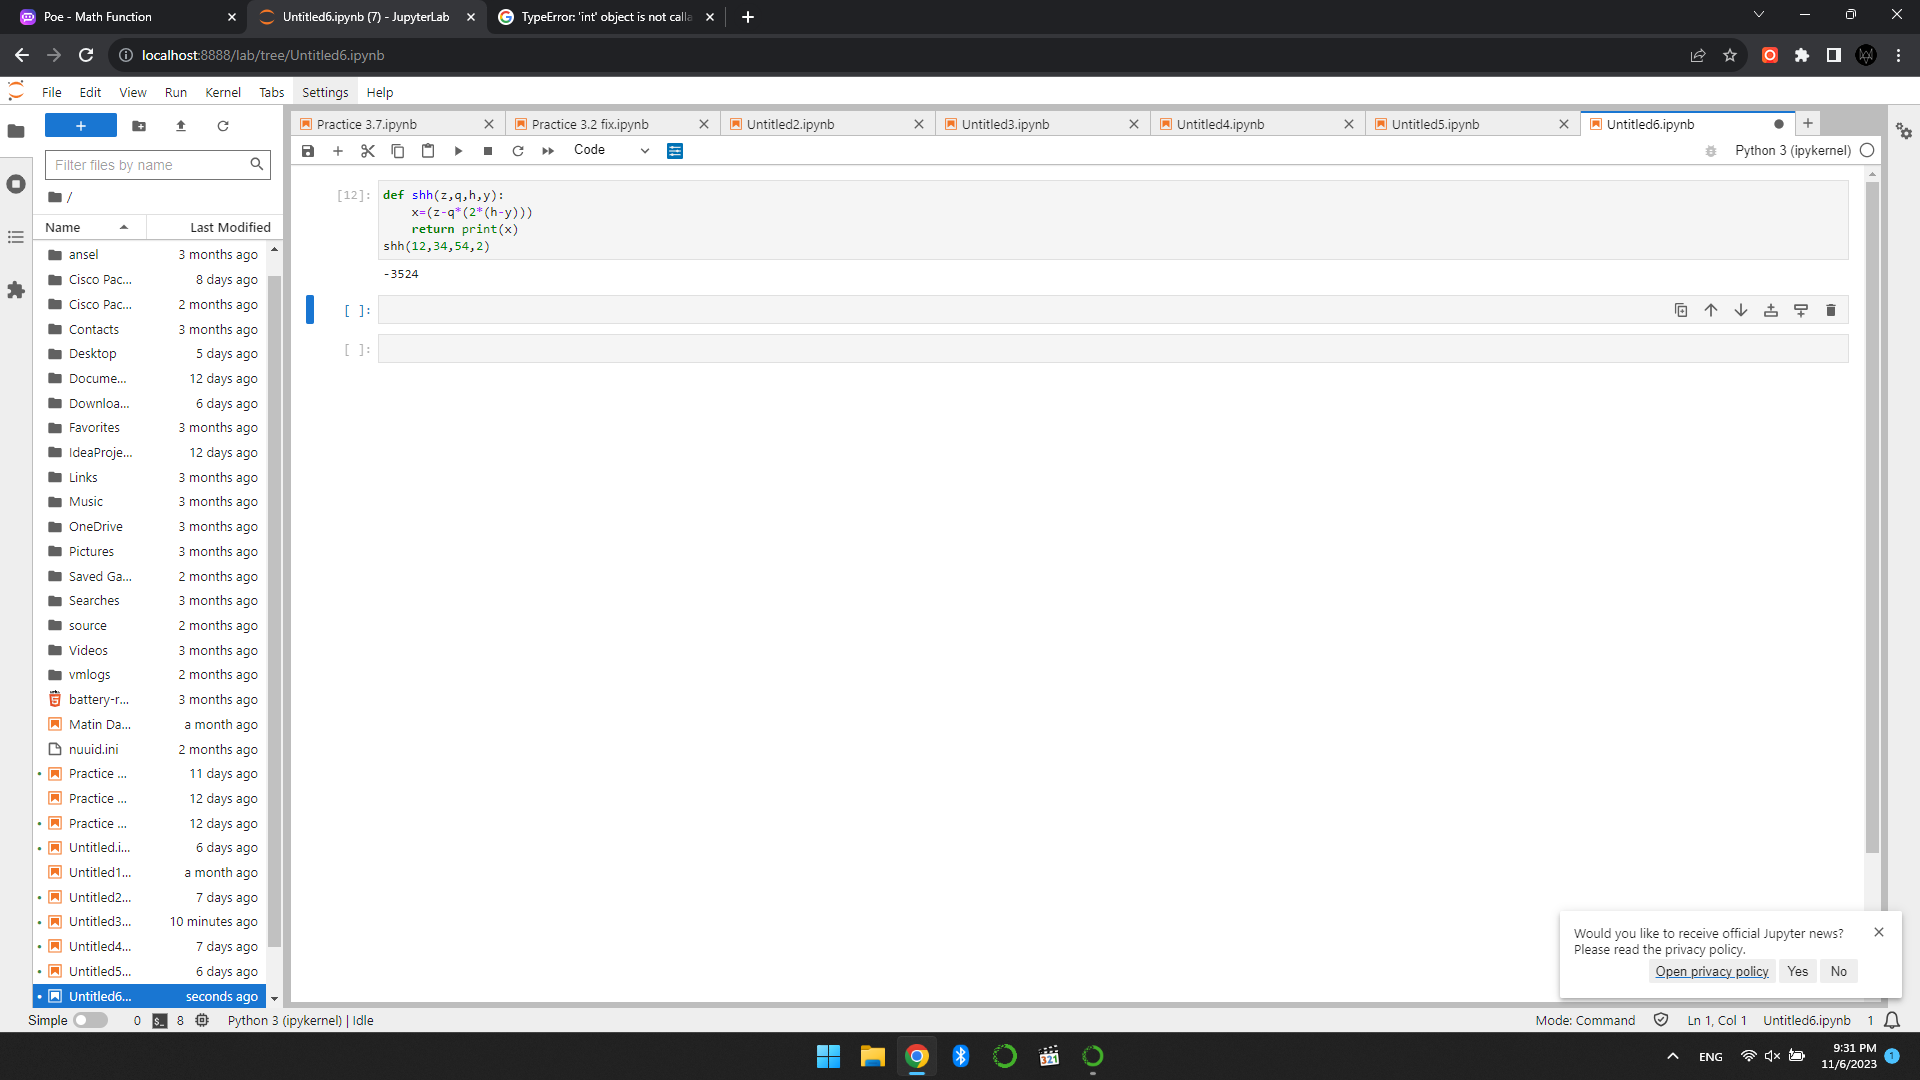 Poe - Math Function
Untitled6.ipynb (7) - JupyterLab
TypeError: 'int' object is not calla
localhost:8888/lab/tree/Untitled6.ipynb
File Edit View Run Kernel Tabs Settings Help
Practice 3.7.ipynb
Practice 3.2 fix.ipynb
Untitled2.ipynb
Untitled3.ipynb
Untitled4.ipynb
Untitled5.ipynb
Untitled6.ipynb
Code
Python 3 (ipykernel)
Filter files by name
/
Name Last Modified
ansel 3 months ago
Cisco Pac... 8 days ago
Cisco Pac... 2 months ago
Contacts 3 months ago
Desktop 5 days ago
Docume... 12 days ago
Downloa... 6 days ago
Favorites 3 months ago
IdeaProje... 12 days ago
Links 3 months ago
Music 3 months ago
OneDrive 3 months ago
Pictures 3 months ago
Saved Ga... 2 months ago
Searches 3 months ago
source 2 months ago
Videos 3 months ago
vmlogs 2 months ago
battery-r... 3 months ago
Matin Da... a month ago
nuuid.ini 2 months ago
Practice ... 11 days ago
Practice ... 12 days ago
Practice ... 12 days ago
Untitled.i... 6 days ago
Untitled1... a month ago
Untitled2... 7 days ago
Untitled3... 10 minutes ago
Untitled4... 7 days ago
Untitled5... 6 days ago
Untitled6... seconds ago
[12]: def shh(z,q,h,y):
x=(z-q*(2*(h-y)))
return print(x)
shh(12,34,54,2)
-3524
[ ]:
[ ]:
Would you like to receive official Jupyter news?
Please read the privacy policy.
Open privacy policy Yes No
Simple 0 $_ 8 Python 3 (ipykernel) | Idle
Mode: Command Ln 1, Col 1 Untitled6.ipynb 1
321
ENG
9:31 PM
11/6/2023
1